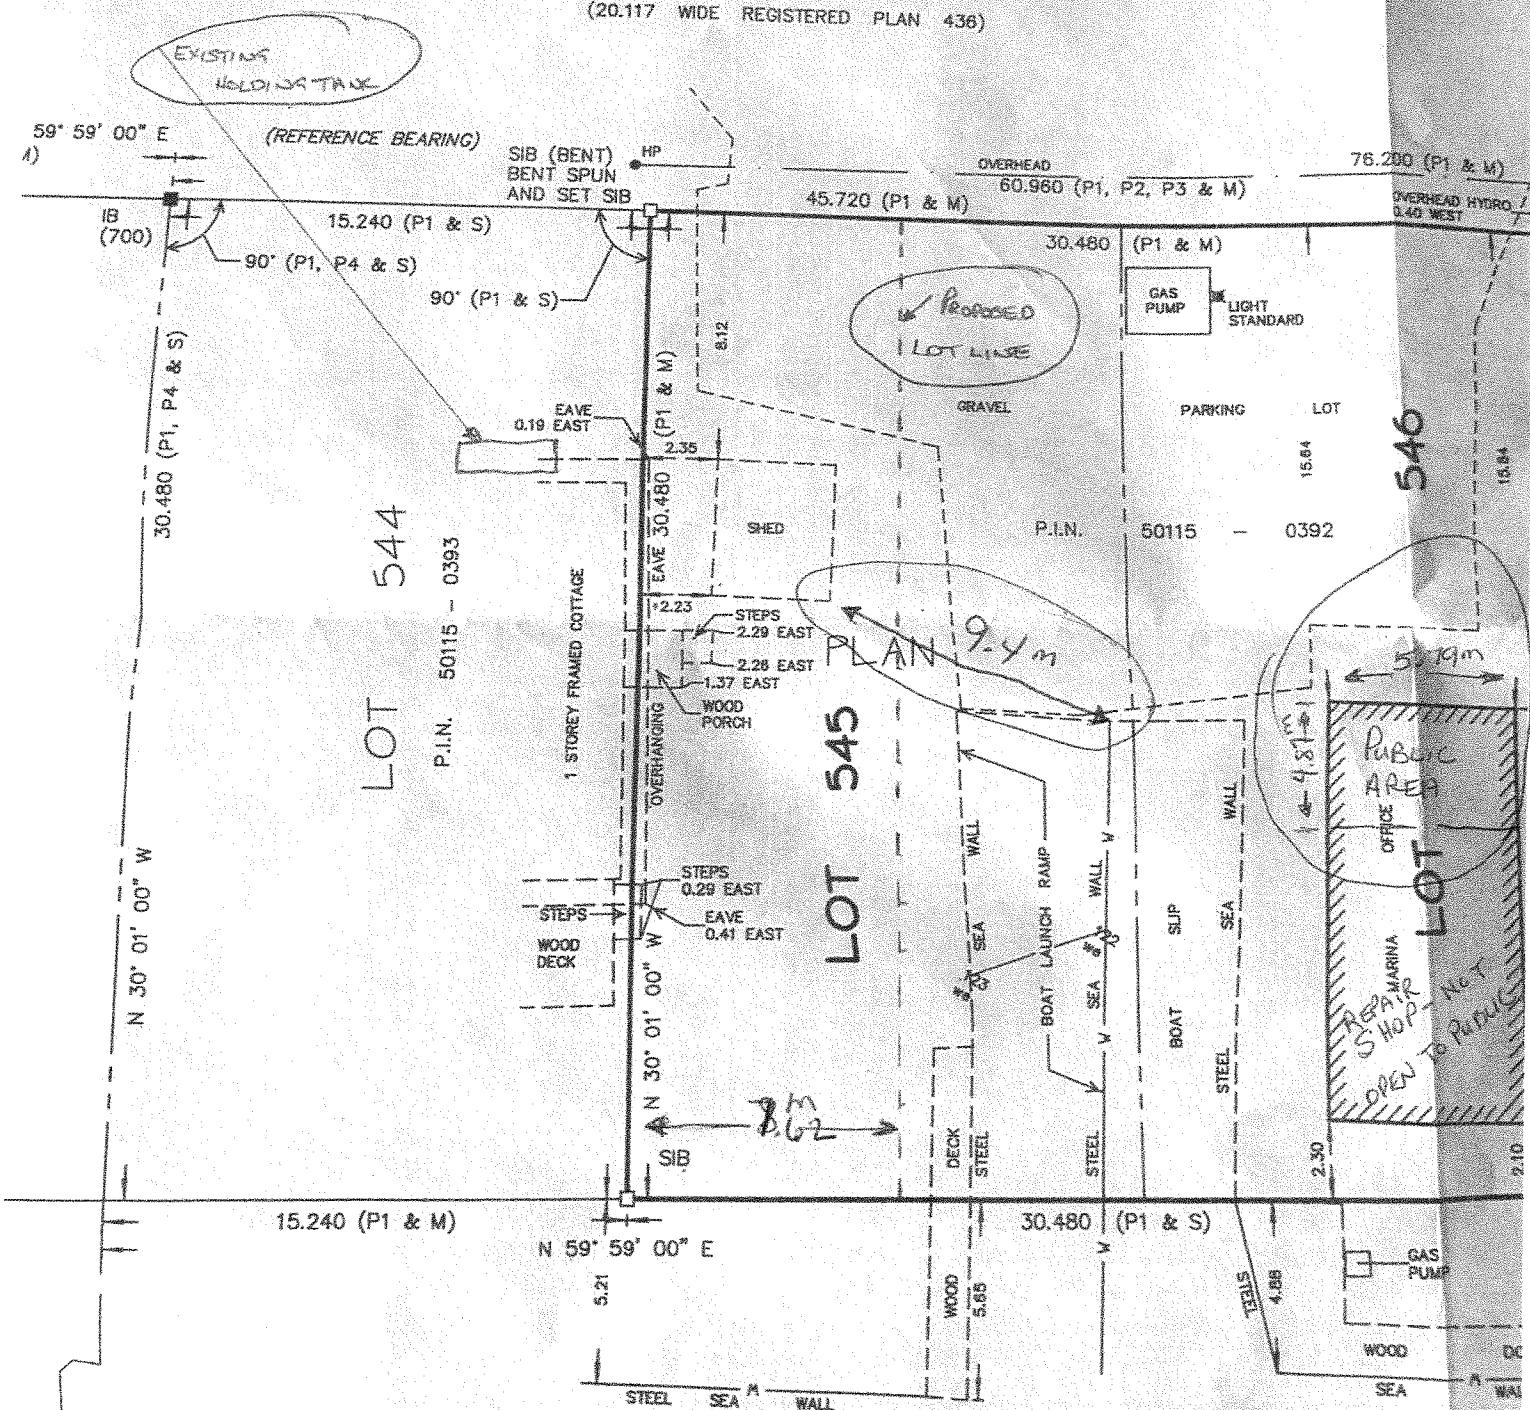 (20.117 WIDE REGISTERED PLAN 436)
EXISTING
HOLDING TANK
59° 59' 00" E
(REFERENCE BEARING)
SIB (BENT)
BENT SPUN
AND SET SIB
HP
OVERHEAD
60.960 (P1, P2, P3 & M)
76.200 (P1 & M)
OVERHEAD HYDRO
0.40 WEST
45.720 (P1 & M)
IB
(700)
15.240 (P1 & S)
90° (P1, P4 & S)
90° (P1 & S)
30.480 (P1 & M)
GAS
PUMP
LIGHT
STANDARD
PROPOSED
LOT LINE
8.12
30.480 (P1, P4 & S)
GRAVEL
PARKING LOT
EAVE
0.19 EAST
2.35
EAVE 30.480 (P1 & M)
15.64
546
15.84
LOT 544
P.I.N. 50115 - 0393
SHED
P.I.N. 50115 - 0392
1 STOREY FRAMED COTTAGE
2.23
STEPS
2.29 EAST
2.28 EAST
1.37 EAST
WOOD
PORCH
OVERHANGING
PLAN
9.4 m
LOT 545
4.87 m
PUBLIC
AREA
OFFICE
LOT
STEPS
0.29 EAST
EAVE
0.41 EAST
STEPS
WOOD
DECK
N 30° 01' 00" W
N 30° 01' 00" W
STEEL SEA WALL
BOAT LAUNCH RAMP
STEEL W SEA WALL W
BOAT SLIP
STEEL SEA WALL
MARINA
REPAIR
SHOP - NOT
OPEN TO PUBLIC
m
.62
SIB
DECK
WOOD
2.30
2.10
15.240 (P1 & M)
N 59° 59' 00" E
30.480 (P1 & S)
W
5.21
5.65
STEEL
4.88
GAS
PUMP
WOOD
STEEL SEA WALL
SEA